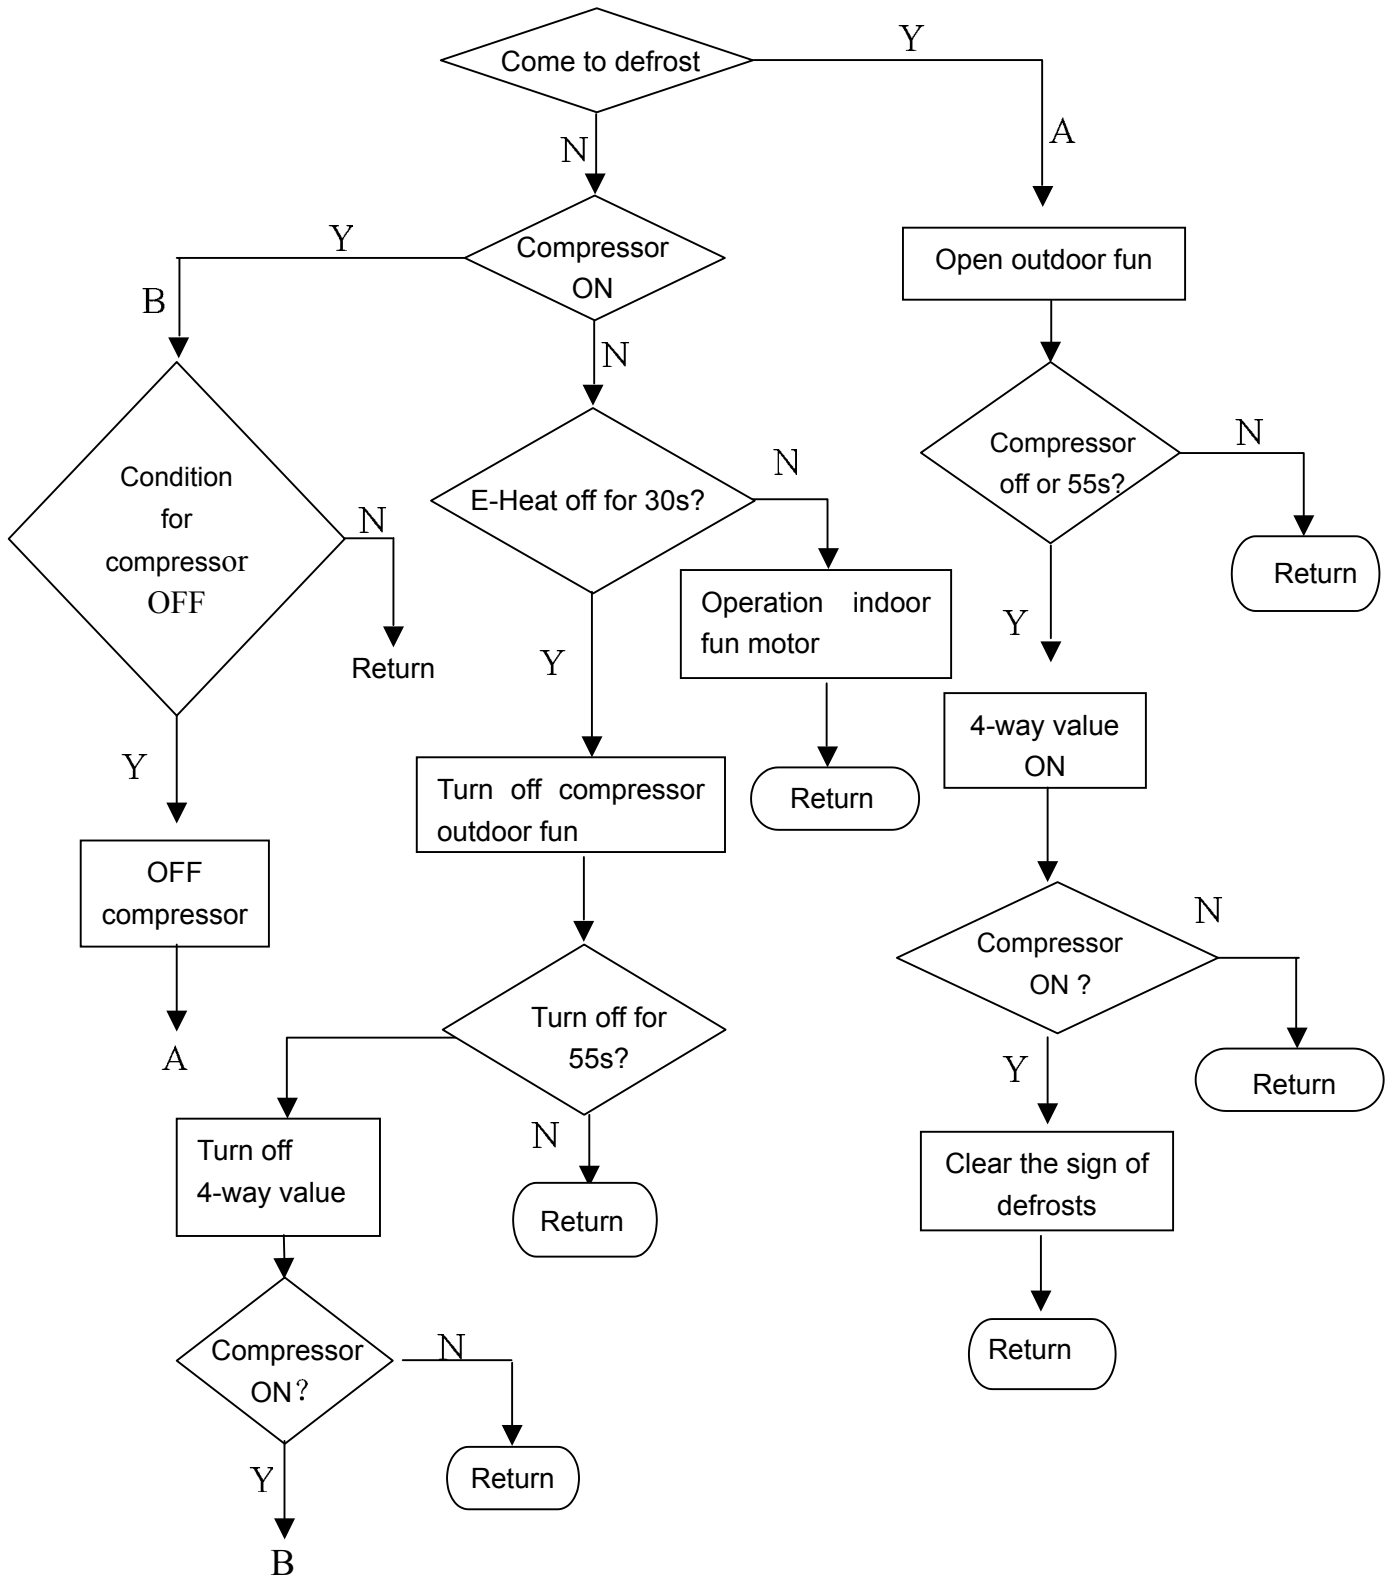 Come to defrost
Y
A
N
Compressor
ON
Y
B
N
Open outdoor fun
Compressor
off or 55s?
N
Return
Y
Condition
for
compressor
OFF
N
Return
Y
E-Heat off for 30s?
N
Operation indoor
fun motor
Return
Y
4-way value
ON
Turn off compressor
outdoor fun
OFF
compressor
A
Compressor
ON ?
N
Return
Y
Turn off for
55s?
N
Return
Turn off
4-way value
Clear the sign of
defrosts
Return
Compressor
ON?
N
Return
Y
B